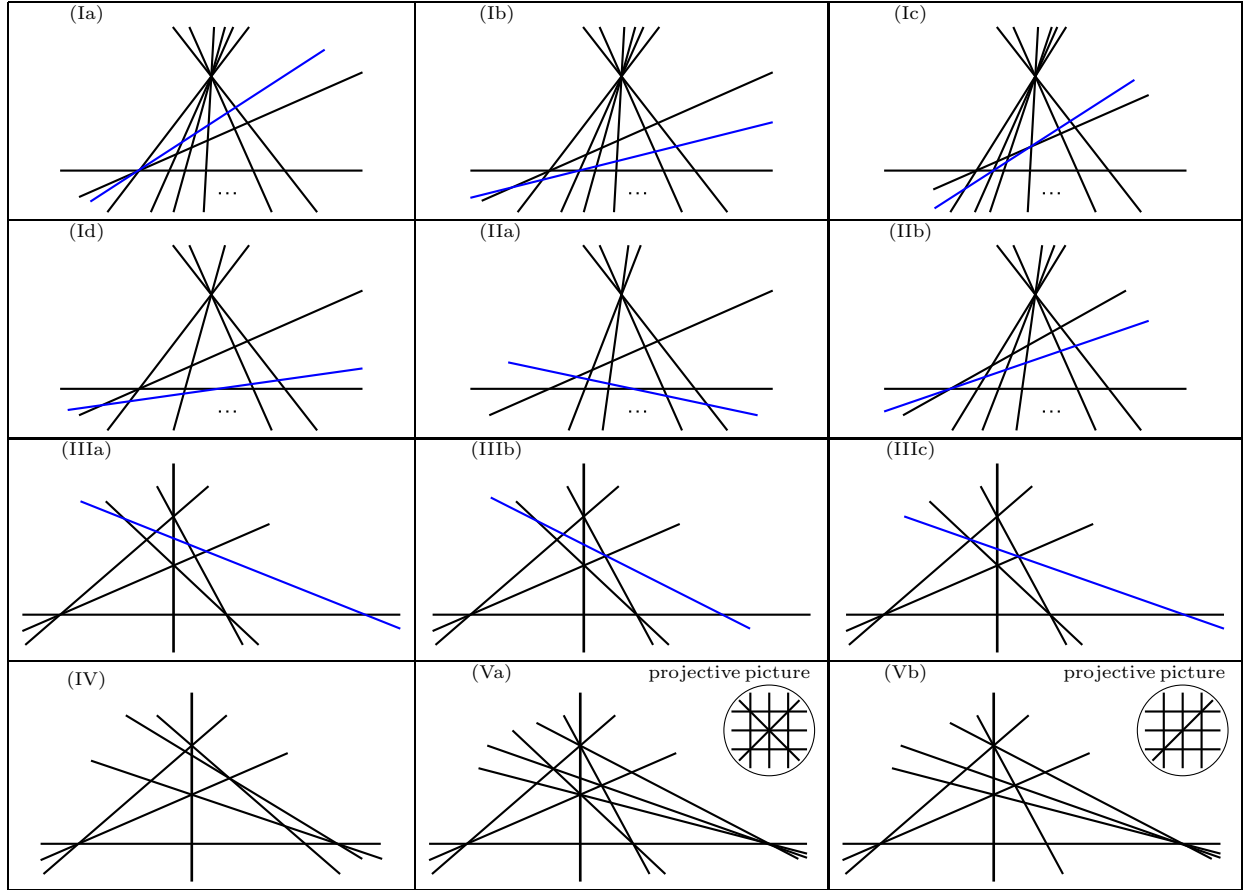 (Ia)
(Ib)
(Ic)
...
...
...
(Id)
(IIa)
(IIb)
...
...
...
(IIIa)
(IIIb)
(IIIc)
(IV)
(Va)
projective picture
(Vb)
projective picture